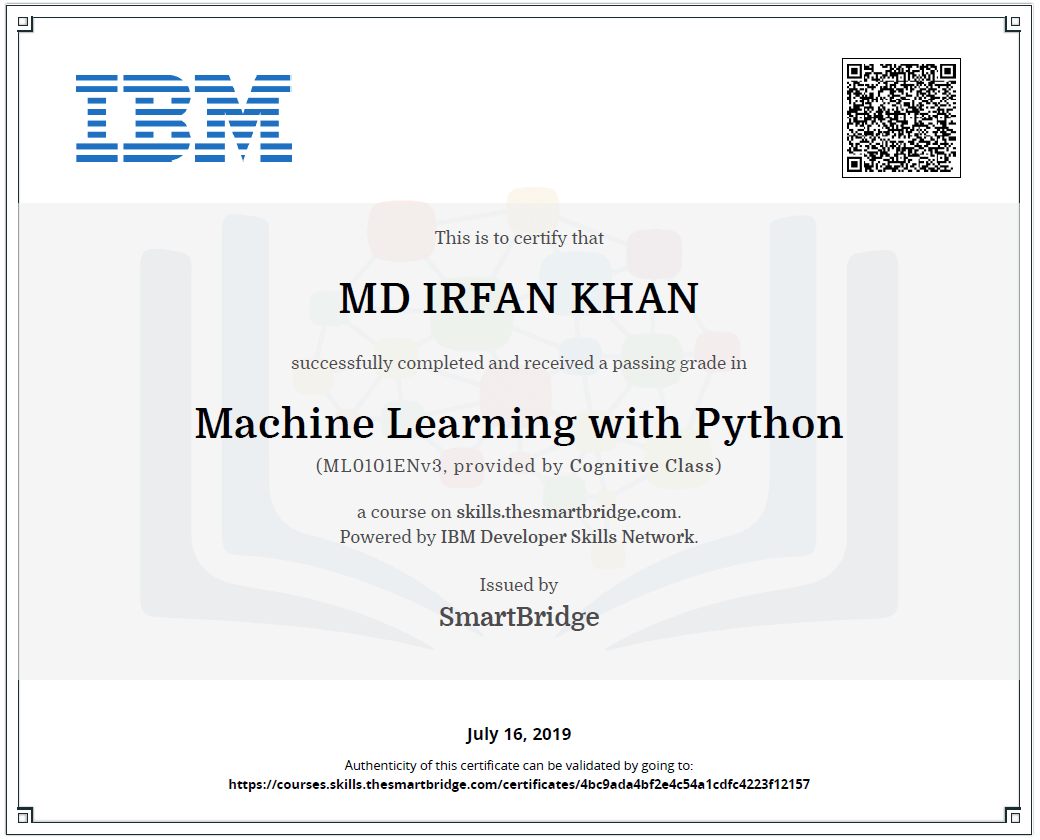 IBM
This is to certify that
MD IRFAN KHAN
successfully completed and received a passing grade in
Machine Learning with Python
(ML0101ENv3, provided by Cognitive Class)
a course on skills.thesmartbridge.com.
Powered by IBM Developer Skills Network.
Issued by
SmartBridge
July 16, 2019
Authenticity of this certificate can be validated by going to:
https://courses.skills.thesmartbridge.com/certificates/4bc9ada4bf2e4c54a1cdfc4223f12157